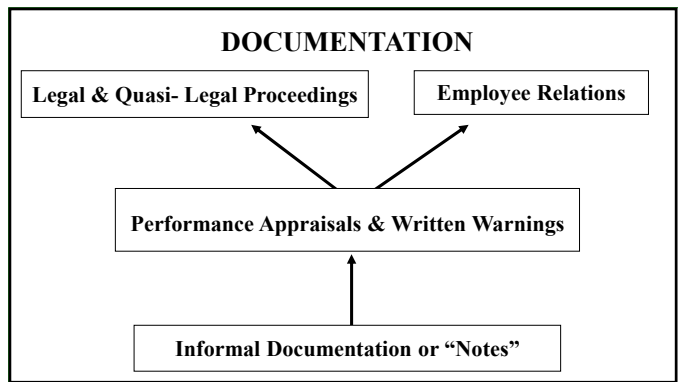 DOCUMENTATION
Legal & Quasi- Legal Proceedings
Employee Relations
Performance Appraisals & Written Warnings
Informal Documentation or “Notes”